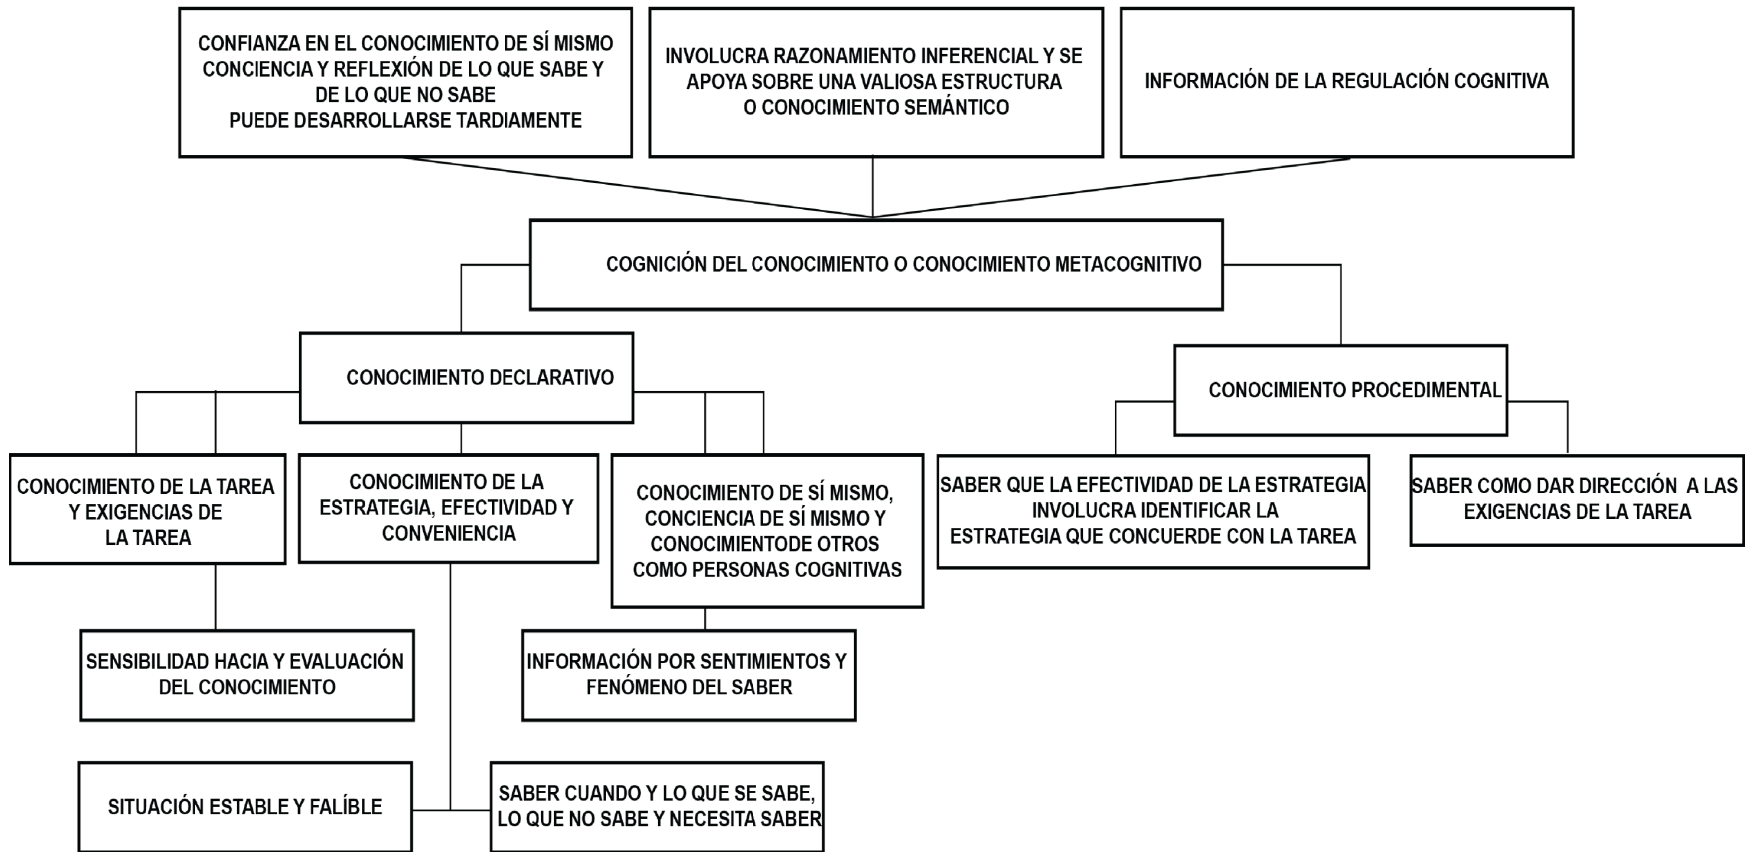 CONFIANZA EN EL CONOCIMIENTO DE SÍ MISMO
CONCIENCIA Y REFLEXIÓN DE LO QUE SABE Y
DE LO QUE NO SABE
PUEDE DESARROLLARSE TARDIAMENTE
INVOLUCRA RAZONAMIENTO INFERENCIAL Y SE
APOYA SOBRE UNA VALIOSA ESTRUCTURA
O CONOCIMIENTO SEMÁNTICO
INFORMACIÓN DE LA REGULACIÓN COGNITIVA
COGNICIÓN DEL CONOCIMIENTO O CONOCIMIENTO METACOGNITIVO
CONOCIMIENTO DECLARATIVO
CONOCIMIENTO PROCEDIMENTAL
CONOCIMIENTO DE LA TAREA
Y EXIGENCIAS DE
LA TAREA
CONOCIMIENTO DE LA
ESTRATEGIA, EFECTIVIDAD Y
CONVENIENCIA
CONOCIMIENTO DE SÍ MISMO,
CONCIENCIA DE SÍ MISMO Y
CONOCIMIENTODE OTROS
COMO PERSONAS COGNITIVAS
SABER QUE LA EFECTIVIDAD DE LA ESTRATEGIA
INVOLUCRA IDENTIFICAR LA
ESTRATEGIA QUE CONCUERDE CON LA TAREA
SABER COMO DAR DIRECCIÓN A LAS
EXIGENCIAS DE LA TAREA
SENSIBILIDAD HACIA Y EVALUACIÓN
DEL CONOCIMIENTO
INFORMACIÓN POR SENTIMIENTOS Y
FENÓMENO DEL SABER
SITUACIÓN ESTABLE Y FALÍBLE
SABER CUANDO Y LO QUE SE SABE,
LO QUE NO SABE Y NECESITA SABER